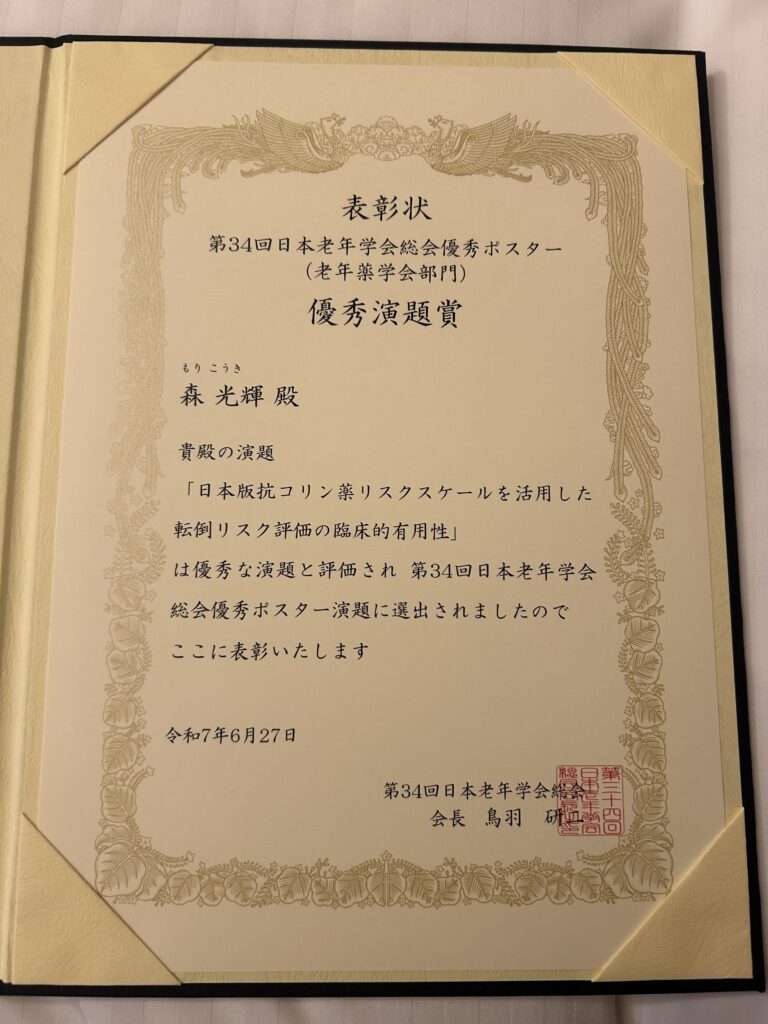 表彰状
第34回日本老年学会総会優秀ポスター
(老年薬学会部門)
優秀演題賞
もり こうき
森 光輝 殿
貴殿の演題
「日本版抗コリン薬リスクスケールを活用した
転倒リスク評価の臨床的有用性」
は優秀な演題と評価され 第34回日本老年学会
総会優秀ポスター演題に選出されましたので
ここに表彰いたします
令和7年6月27日
第34回日本老年学会総会
会長 鳥羽 研二
第三十四回
日本老年学会